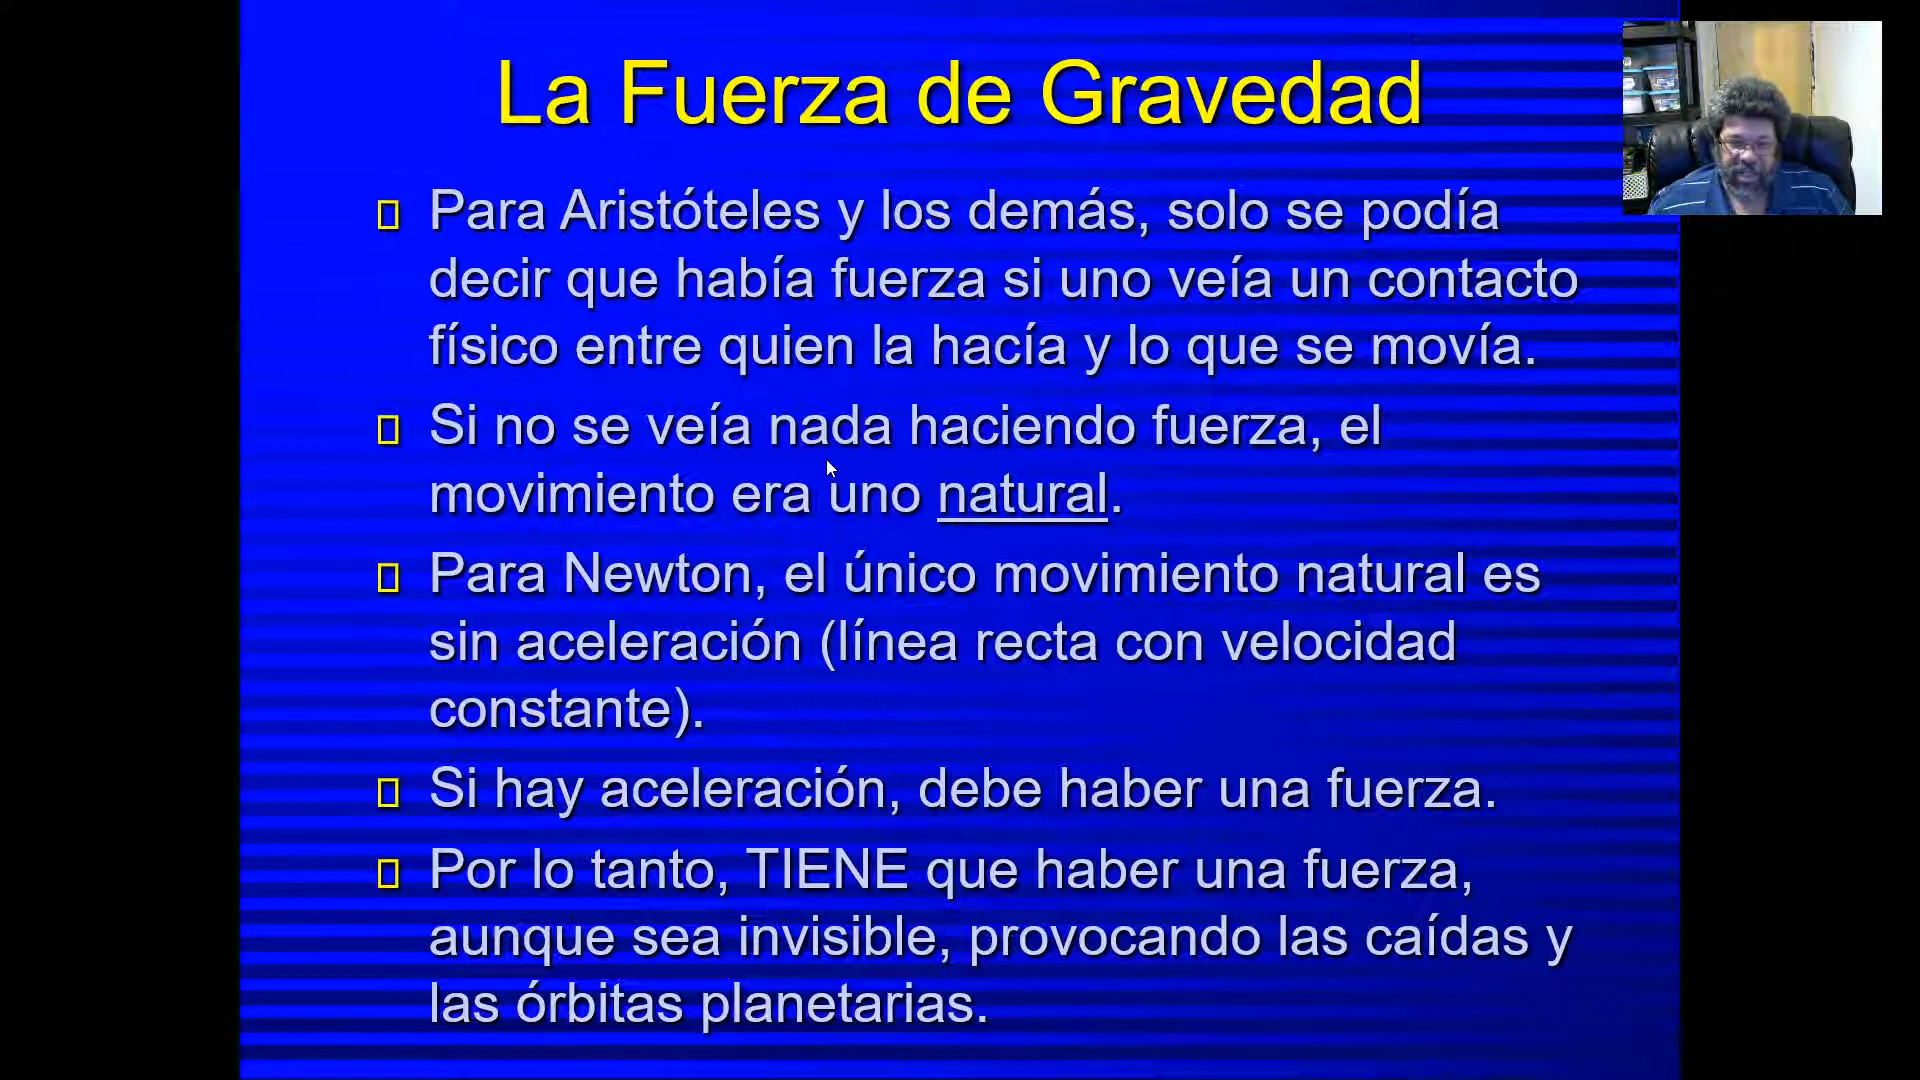 La Fuerza de Gravedad
Para Aristóteles y los demás, solo se podía
decir que había fuerza si uno veía un contacto
físico entre quien la hacía y lo que se movía.
Si no se veía nada haciendo fuerza, el
movimiento era uno natural.
Para Newton, el único movimiento natural es
sin aceleración (línea recta con velocidad
constante).
Si hay aceleración, debe haber una fuerza.
Por lo tanto, TIENE que haber una fuerza,
aunque sea invisible, provocando las caídas y
las órbitas planetarias.